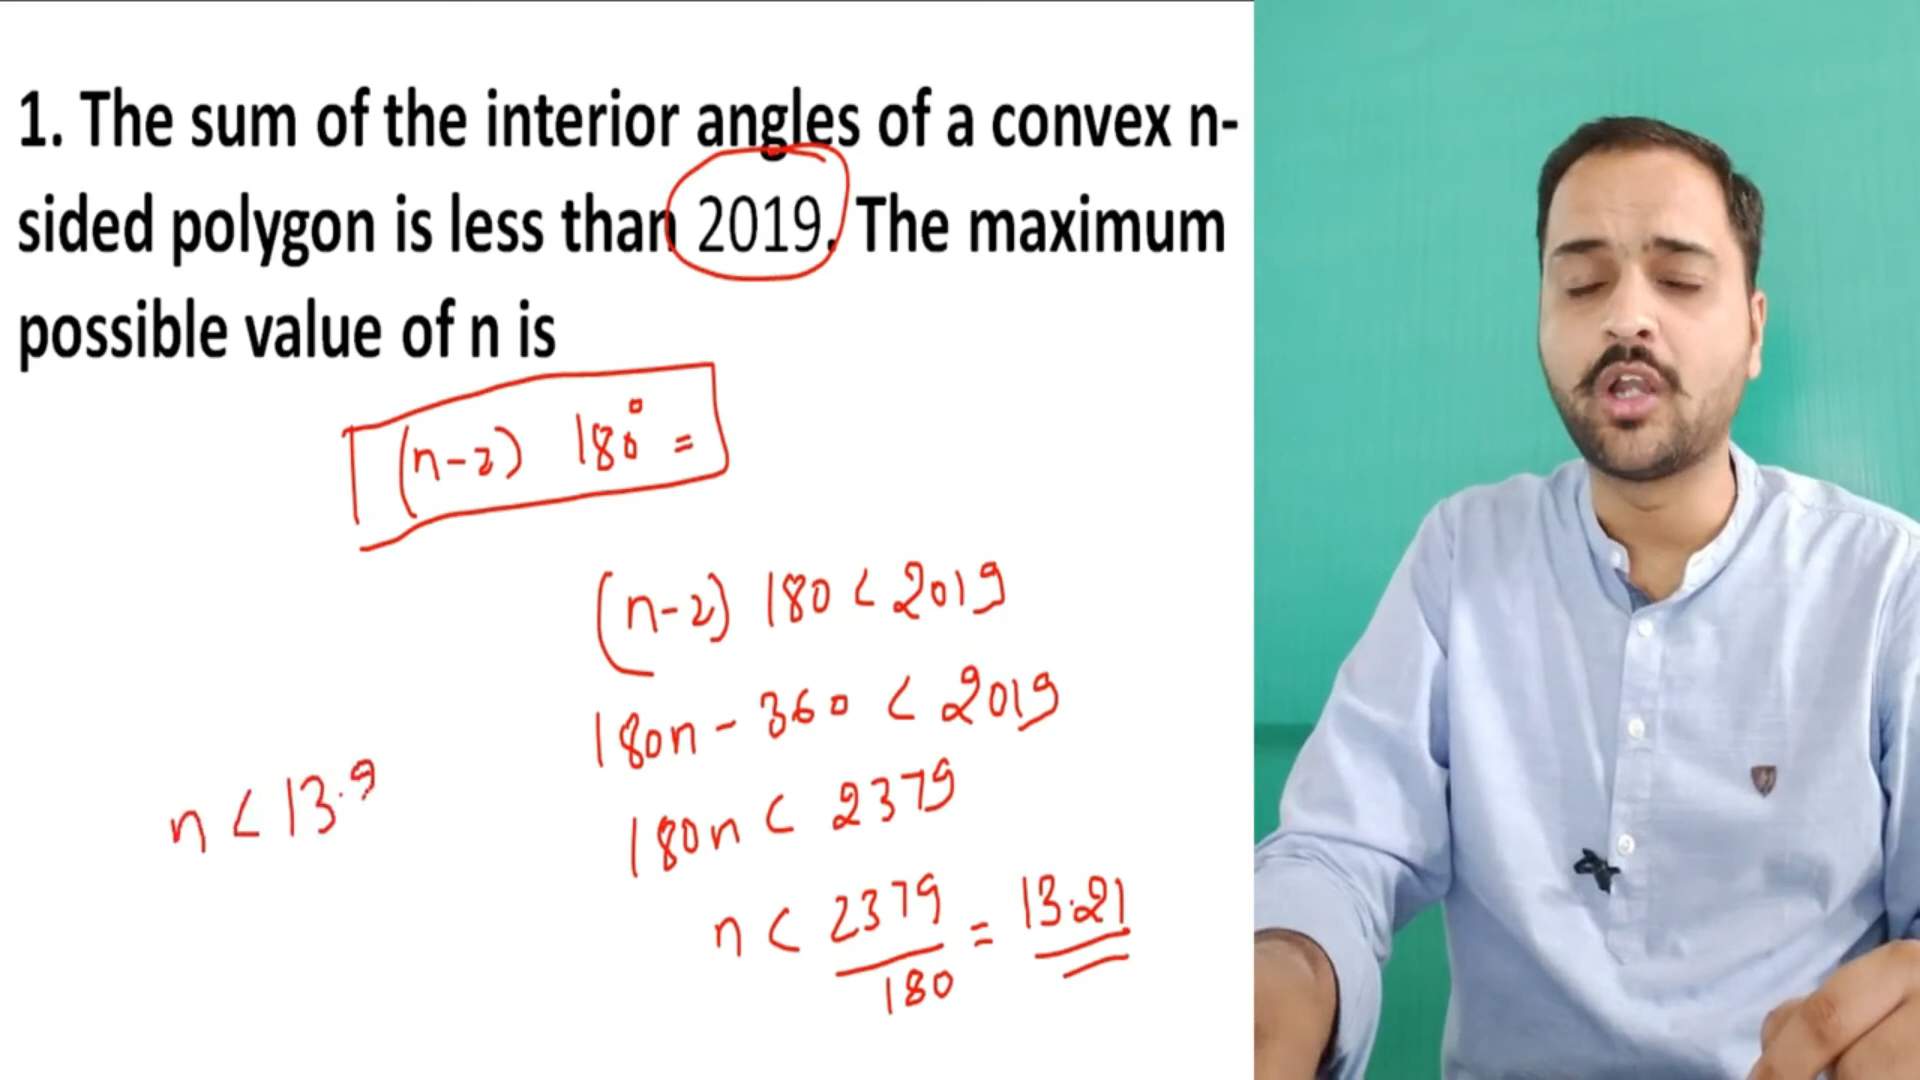 1. The sum of the interior angles of a convex n-
sided polygon is less than 2019. The maximum
possible value of n is
(n-2) 180° =
(n-2) 180 < 2019
180n - 360 < 2019
180n < 2379
n < 2379/180 = 13.21
n < 13.